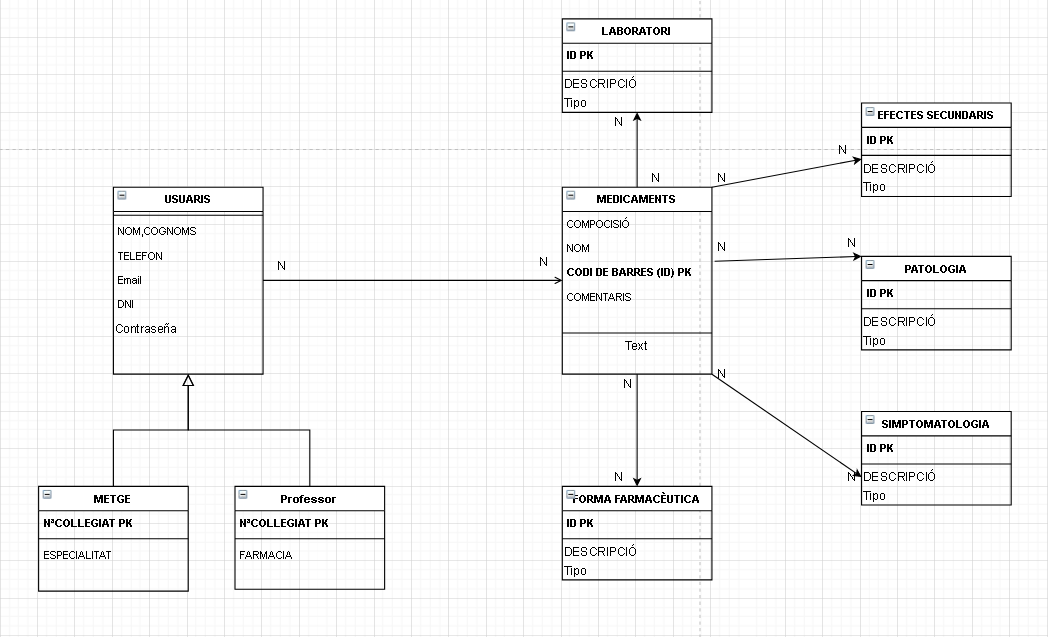 LABORATORI
ID PK
DESCRIPCIÓ
Tipo
N
N
EFECTES SECUNDARIS
ID PK
DESCRIPCIÓ
Tipo
N
N
USUARIS
NOM,COGNOMS
TELEFON
Email
DNI
Contraseña
N
N
MEDICAMENTS
COMPOCISIÓ
NOM
CODI DE BARRES (ID) PK
COMENTARIS
Text
N
N
PATOLOGIA
ID PK
DESCRIPCIÓ
Tipo
N
N
SIMPTOMATOLOGIA
ID PK
DESCRIPCIÓ
Tipo
N
N
METGE
NºCOLLEGIAT PK
ESPECIALITAT
Professor
NºCOLLEGIAT PK
FARMACIA
FORMA FARMACÈUTICA
ID PK
DESCRIPCIÓ
Tipo